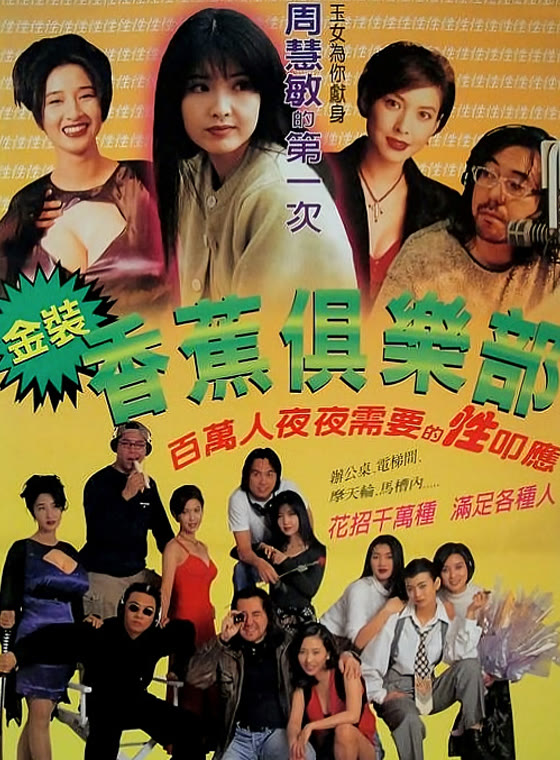 玉女為你獻身
周慧敏的第一次
金裝
香蕉俱樂部
百萬人夜夜需要的性叩應
辦公桌、電梯間、
摩天輪、馬槽內.....
花招千萬種 滿足各種人